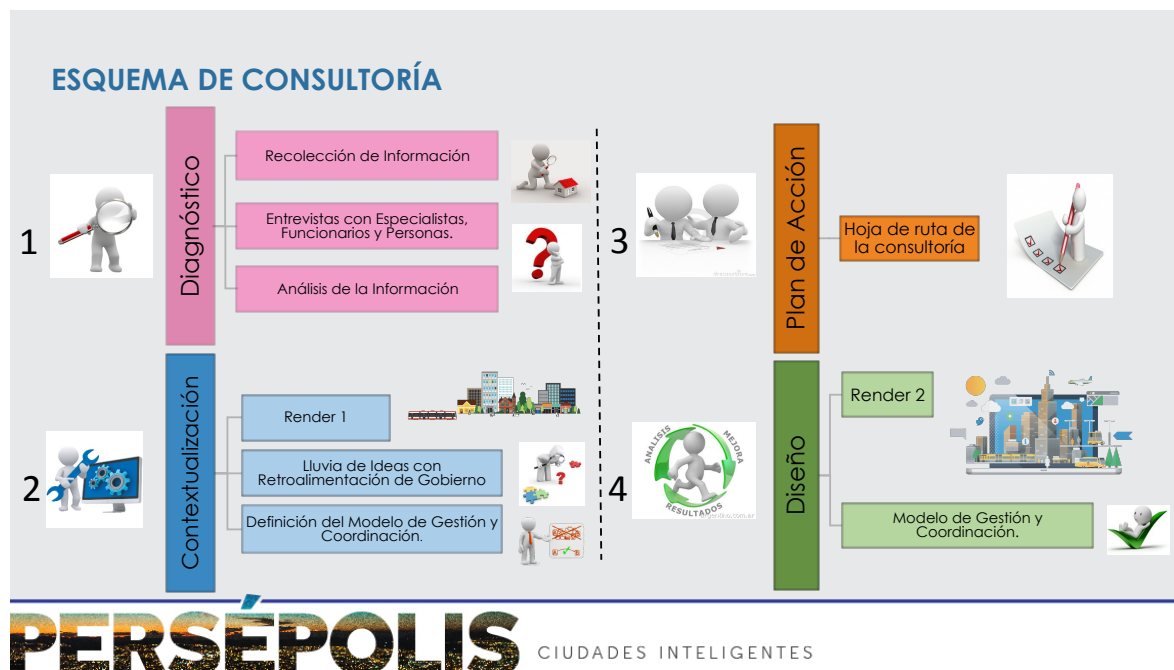 ESQUEMA DE CONSULTORÍA
1
Diagnóstico
Recolección de Información
Entrevistas con Especialistas,
Funcionarios y Personas.
Análisis de la Información
2
Contextualización
Render 1
Lluvia de Ideas con
Retroalimentación de Gobierno
Definición del Modelo de Gestión y
Coordinación.
3
Plan de Acción
Hoja de ruta de
la consultoría
4
ANALISIS
MEJORA
RESULTADOS
Diseño
Render 2
Modelo de Gestión y
Coordinación.
PERSÉPOLIS
CIUDADES INTELIGENTES